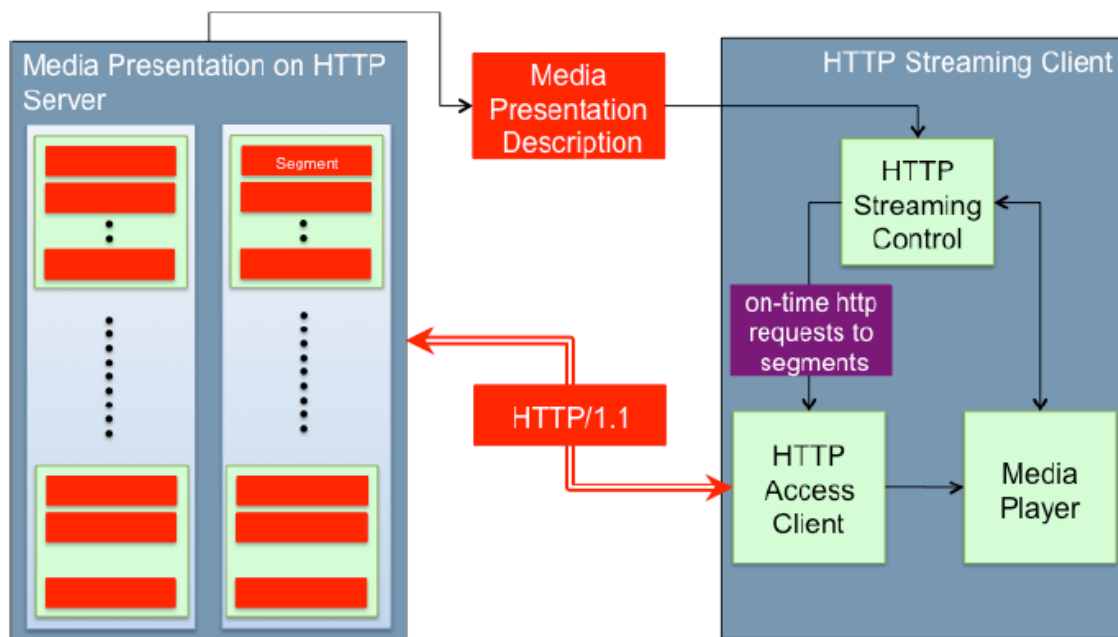 Media Presentation on HTTP
Server
Segment
Media
Presentation
Description
HTTP/1.1
HTTP Streaming Client
HTTP
Streaming
Control
on-time http
requests to
segments
HTTP
Access
Client
Media
Player